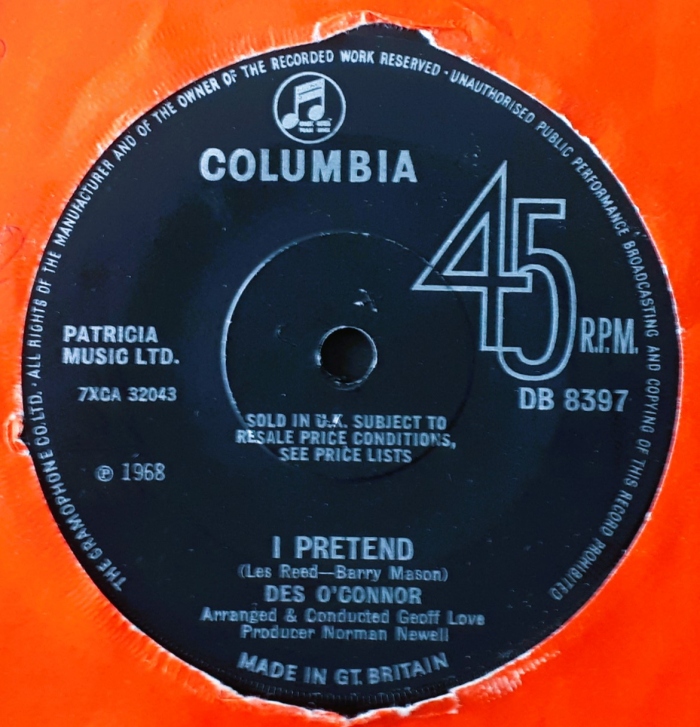 THE GRAMOPHONE CO. LTD. · ALL RIGHTS OF THE MANUFACTURER AND OF THE OWNER OF THE RECORDED WORK RESERVED · UNAUTHORISED PUBLIC PERFORMANCE BROADCASTING AND COPYING OF THIS RECORD PROHIBITED
COLUMBIA
45
R.P.M.
PATRICIA
MUSIC LTD.
7XCA 32043
DB 8397
SOLD IN U.K. SUBJECT TO
RESALE PRICE CONDITIONS,
SEE PRICE LISTS
℗ 1968
I PRETEND
(Les Reed—Barry Mason)
DES O'CONNOR
Arranged & Conducted Geoff Love
Producer Norman Newell
MADE IN GT. BRITAIN